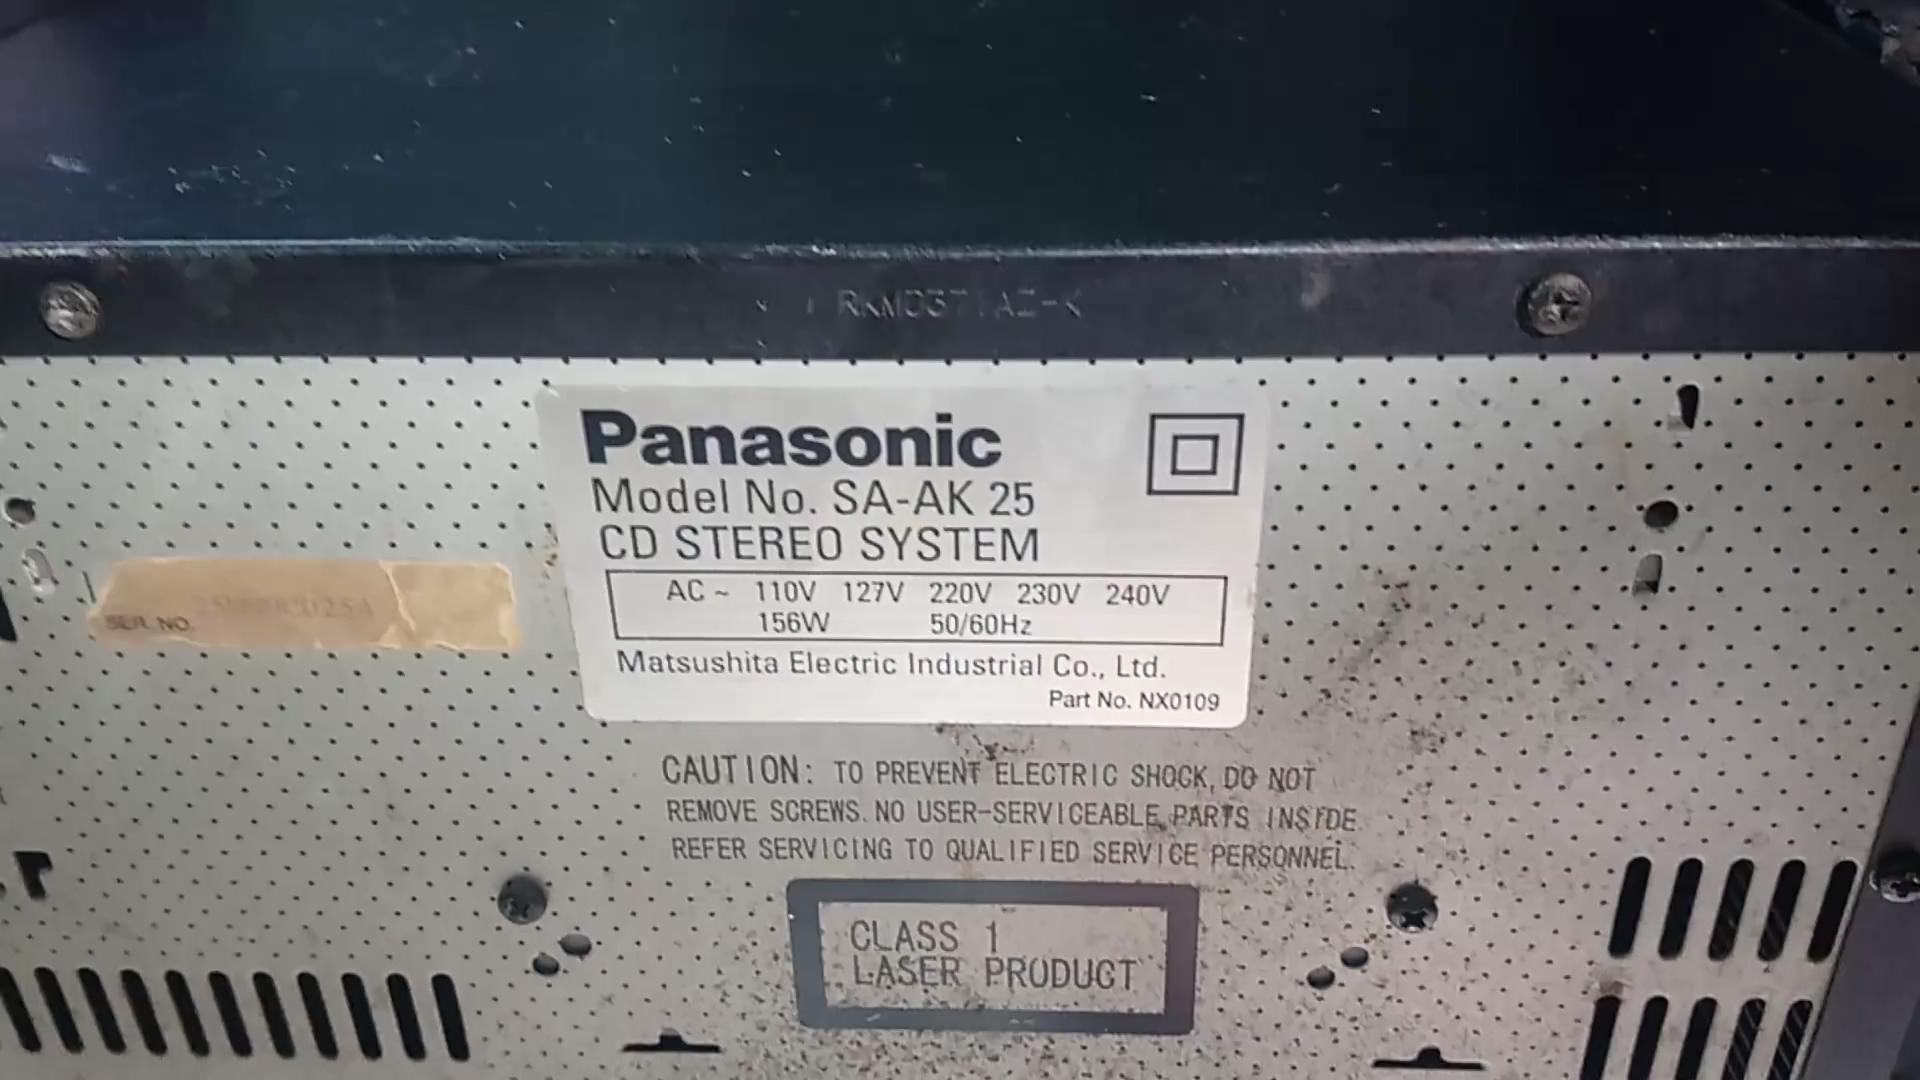 Panasonic
Model No. SA-AK 25
CD STEREO SYSTEM
AC ~ 110V 127V 220V 230V 240V
156W 50/60Hz
Matsushita Electric Industrial Co., Ltd.
Part No. NX0109
SER. NO.
CAUTION: TO PREVENT ELECTRIC SHOCK, DO NOT
REMOVE SCREWS. NO USER-SERVICEABLE PARTS INSIDE.
REFER SERVICING TO QUALIFIED SERVICE PERSONNEL.
CLASS 1
LASER PRODUCT